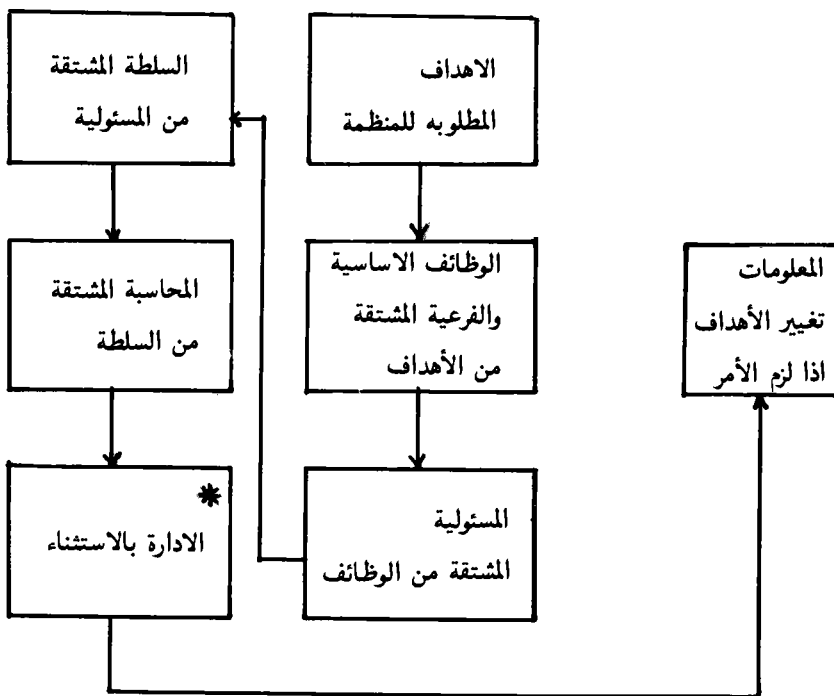 الاهداف
المطلوبه للمنظمة
الوظائف الاساسية
والفرعية المشتقة
من الأهداف
المسئولية
المشتقة من الوظائف
السلطة المشتقة
من المسئولية
المحاسبة المشتقة
من السلطة
*
الادارة بالاستثناء
المعلومات
تغيير الأهداف
اذا لزم الأمر